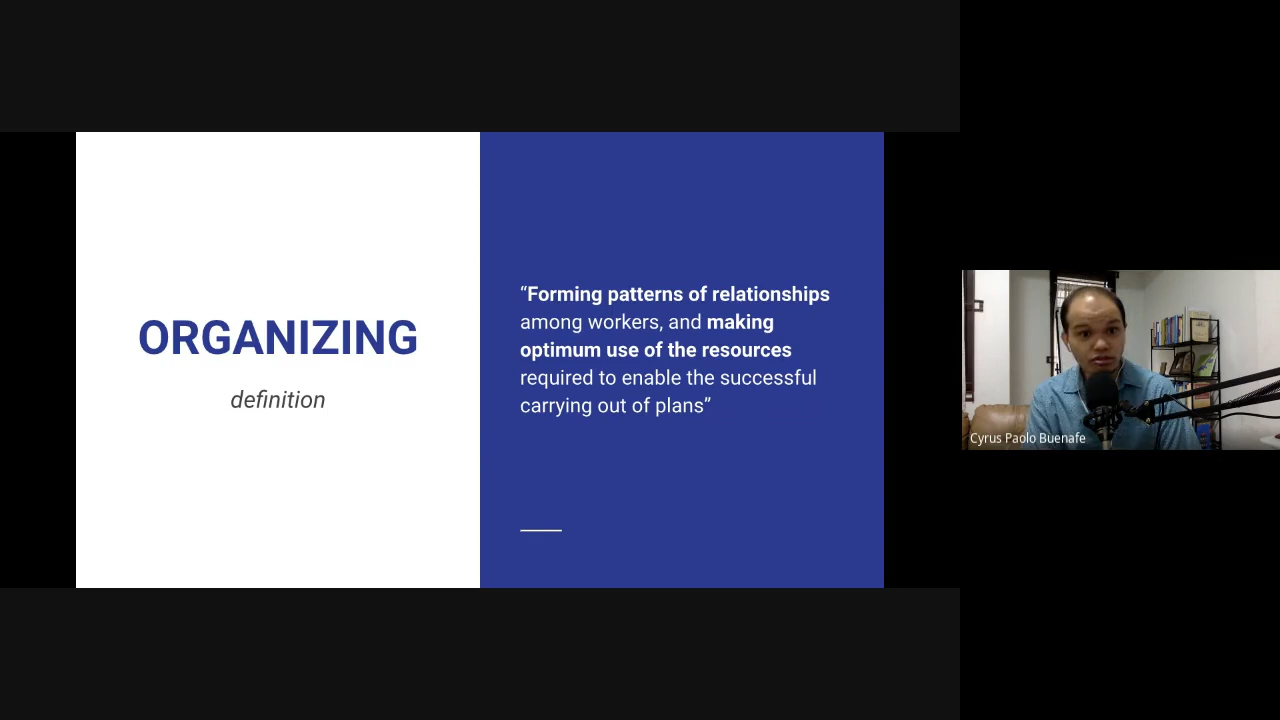 ORGANIZING
definition
“Forming patterns of relationships
among workers, and making
optimum use of the resources
required to enable the successful
carrying out of plans”
Cyrus Paolo Buenafe